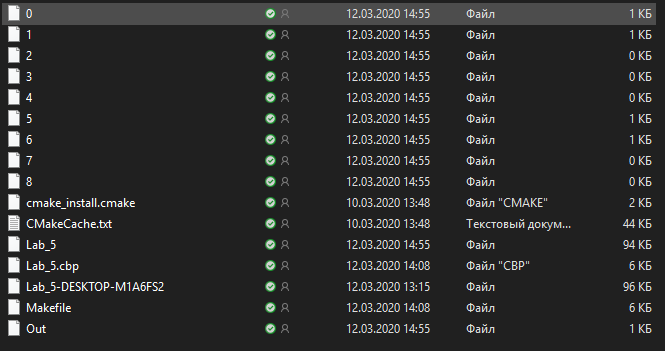 0 12.03.2020 14:55 Файл 1 КБ
1 12.03.2020 14:55 Файл 1 КБ
2 12.03.2020 14:55 Файл 0 КБ
3 12.03.2020 14:55 Файл 0 КБ
4 12.03.2020 14:55 Файл 0 КБ
5 12.03.2020 14:55 Файл 1 КБ
6 12.03.2020 14:55 Файл 1 КБ
7 12.03.2020 14:55 Файл 0 КБ
8 12.03.2020 14:55 Файл 0 КБ
cmake_install.cmake 10.03.2020 13:48 Файл "CMAKE" 2 КБ
CMakeCache.txt 10.03.2020 13:48 Текстовый докум... 44 КБ
Lab_5 12.03.2020 14:55 Файл 94 КБ
Lab_5.cbp 12.03.2020 14:08 Файл "CBP" 6 КБ
Lab_5-DESKTOP-M1A6FS2 12.03.2020 13:15 Файл 96 КБ
Makefile 12.03.2020 14:08 Файл 6 КБ
Out 12.03.2020 14:55 Файл 1 КБ